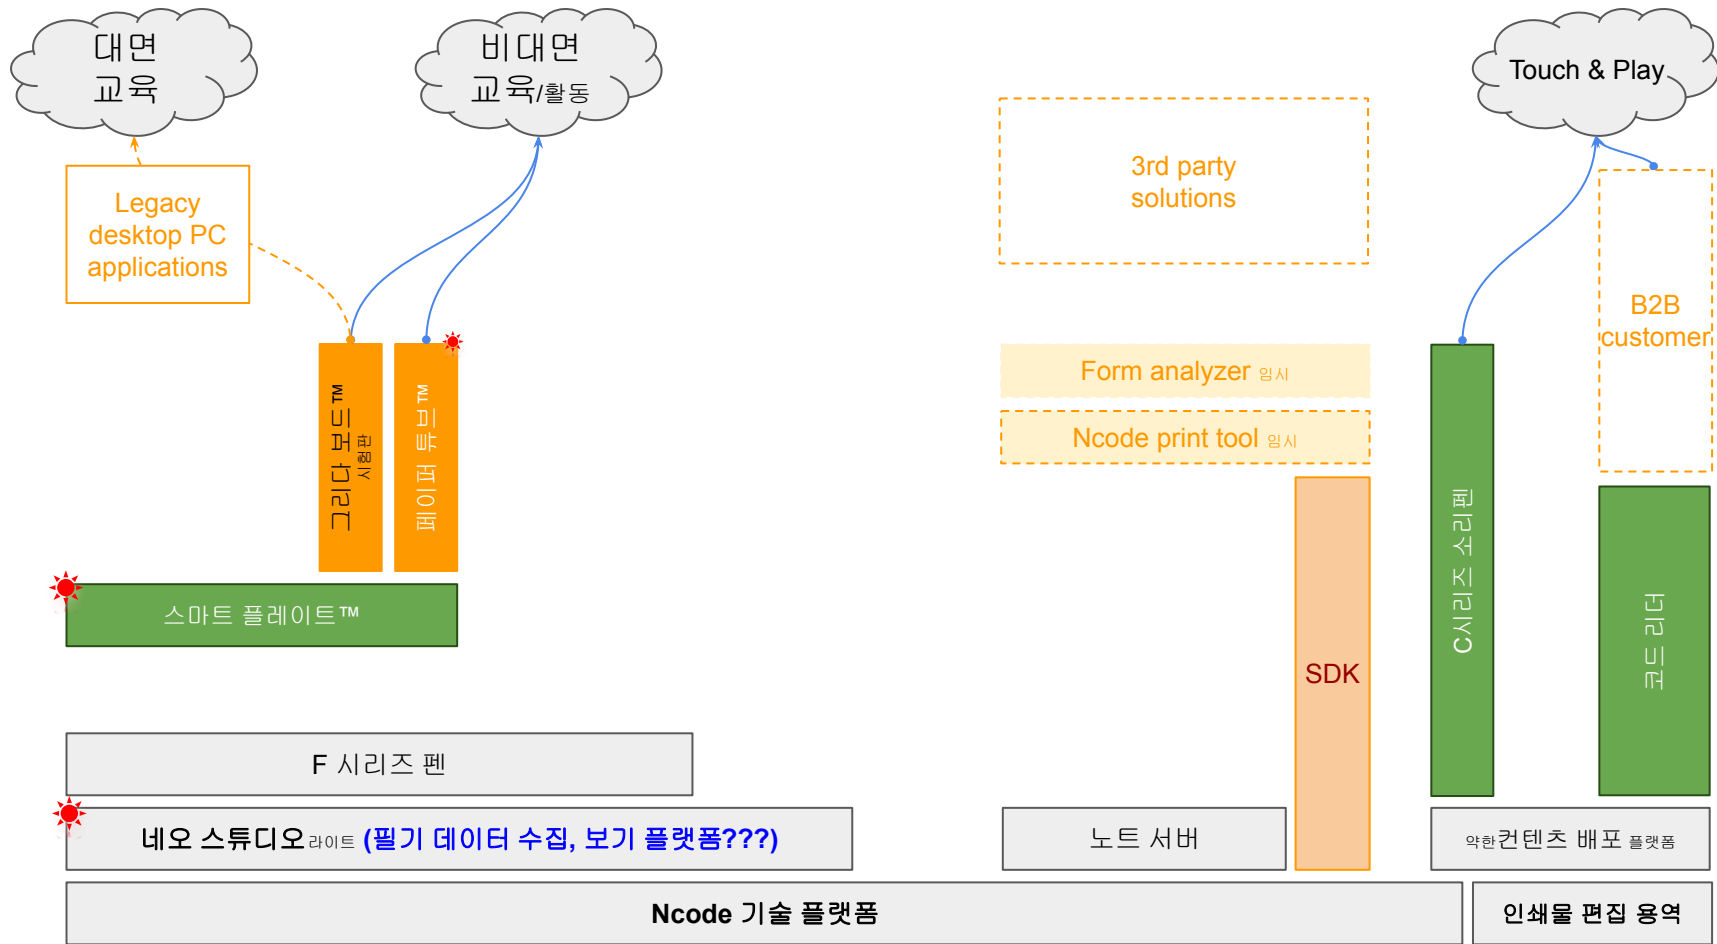 대면
교육
비대면
교육/활동
Touch & Play
Legacy
desktop PC
applications
3rd party
solutions
B2B
customer
그리다 보드™
시험판
페이퍼 튜브™
Form analyzer 임시
Ncode print tool 임시
SDK
C시리즈 소리펜
코드 리더
스마트 플레이트™
F 시리즈 펜
네오 스튜디오라이트 (필기 데이터 수집, 보기 플랫폼???)
노트 서버
약한컨텐츠 배포 플랫폼
Ncode 기술 플랫폼
인쇄물 편집 용역